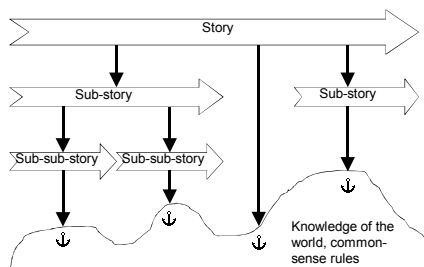 Story
Sub-story
Sub-story
Sub-sub-story
Sub-sub-story
Knowledge of the
world, common-
sense rules